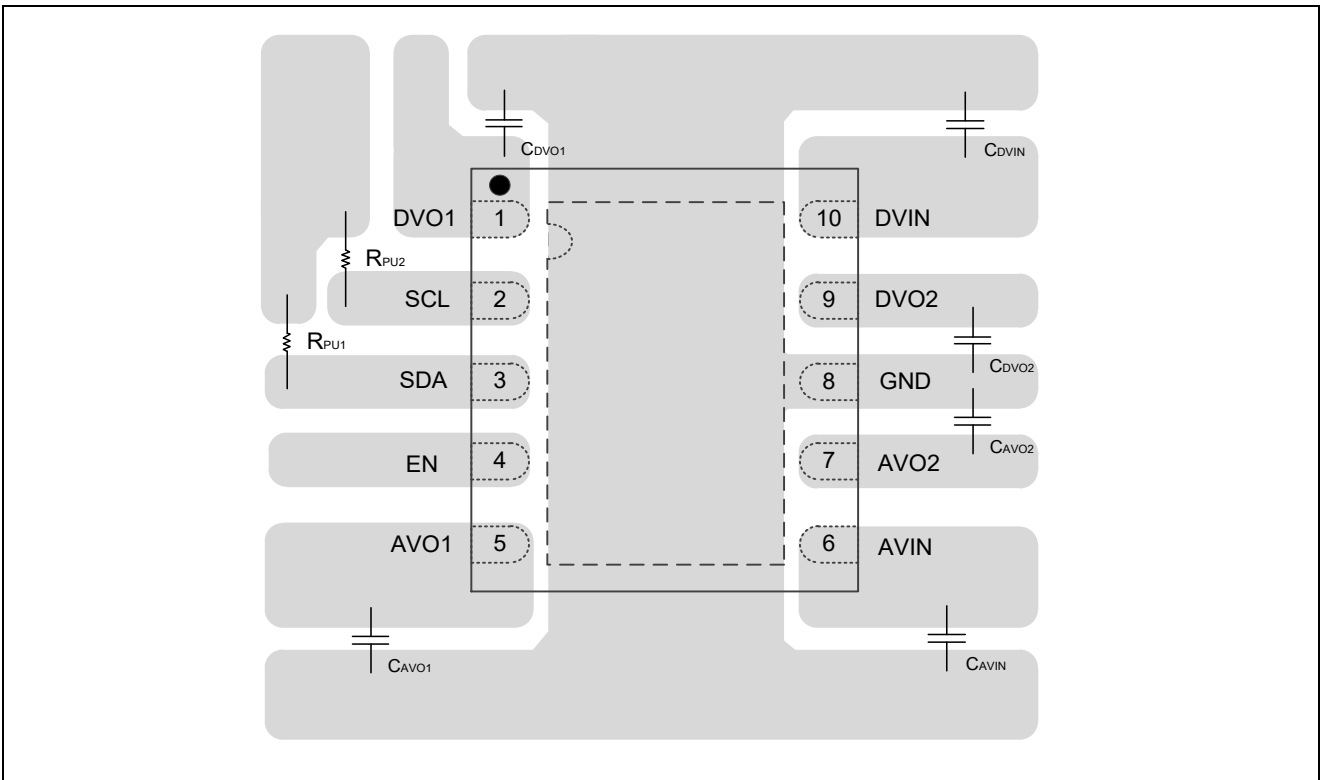 CDVO1
CDVIN
DVO1 1 10 DVIN
RPU2
SCL 2 9 DVO2
RPU1
CDVO2
SDA 3 8 GND
CAVO2
EN 4 7 AVO2
AVO1 5 6 AVIN
CAVO1
CAVIN